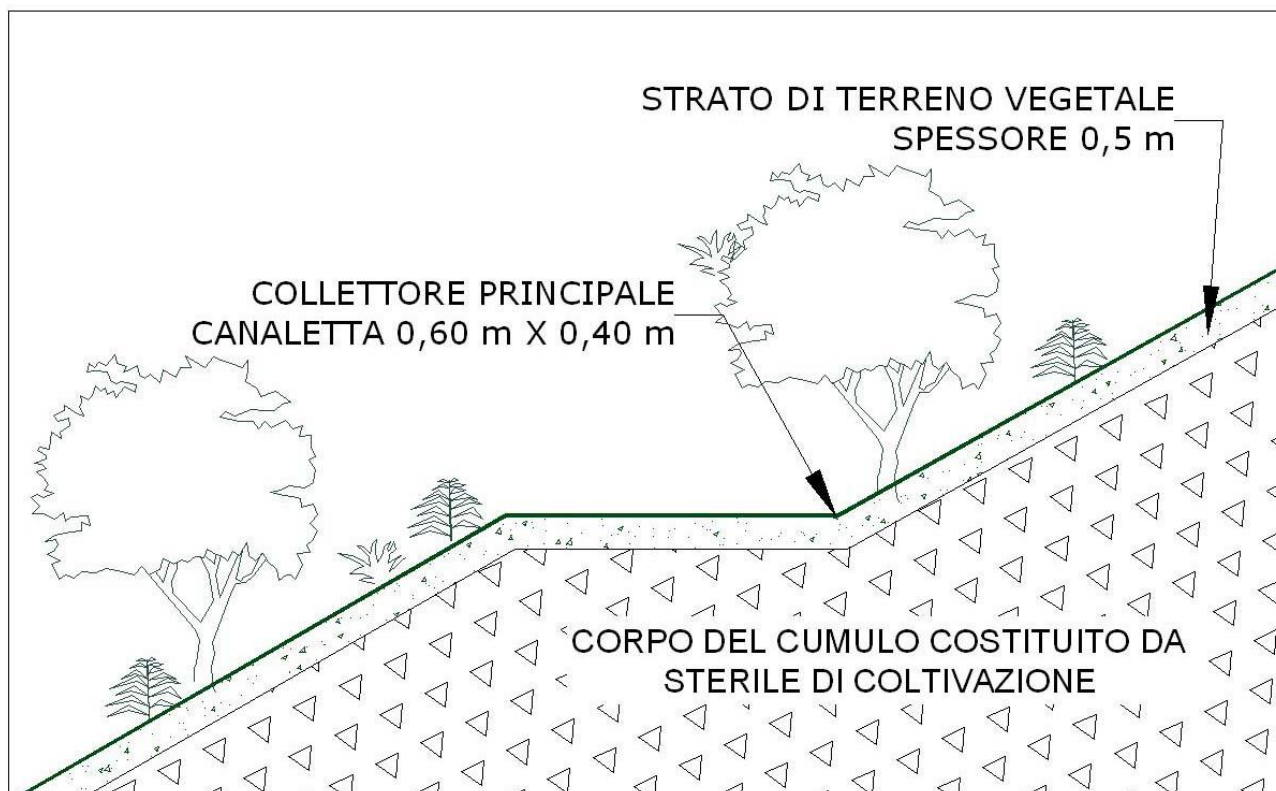 STRATO DI TERRENO VEGETALE
SPESSORE 0,5 m
COLLETTORE PRINCIPALE
CANALETTA 0,60 m X 0,40 m
CORPO DEL CUMULO COSTITUITO DA
STERILE DI COLTIVAZIONE